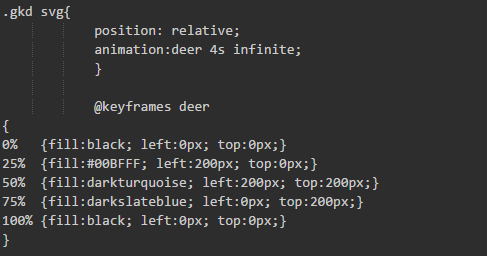 .gkd svg{
position: relative;
animation:deer 4s infinite;
}
@keyframes deer
{
0% {fill:black; left:0px; top:0px;}
25% {fill:#00BFFF; left:200px; top:0px;}
50% {fill:darkturquoise; left:200px; top:200px;}
75% {fill:darkslateblue; left:0px; top:200px;}
100% {fill:black; left:0px; top:0px;}
}